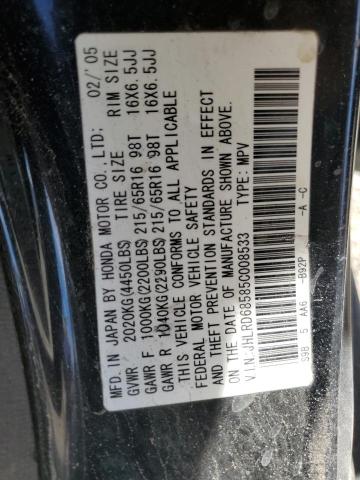 MFD. IN JAPAN BY HONDA MOTOR CO.,LTD: 02/'05
TIRE SIZE RIM SIZE
GVWR 2020KG(4450LBS)
GAWR F 1000KG(2200LBS) 215/65R16 98T 16X6.5JJ
GAWR R 1040KG(2290LBS) 215/65R16 98T 16X6.5JJ
THIS VEHICLE CONFORMS TO ALL APPLICABLE
FEDERAL MOTOR VEHICLE SAFETY
AND THEFT PREVENTION STANDARDS IN EFFECT
ON THE DATE OF MANUFACTURE SHOWN ABOVE.
V.I.N: JHLRD68585C008533 TYPE: MPV
S9B 5 AA6 -B92P -A -C